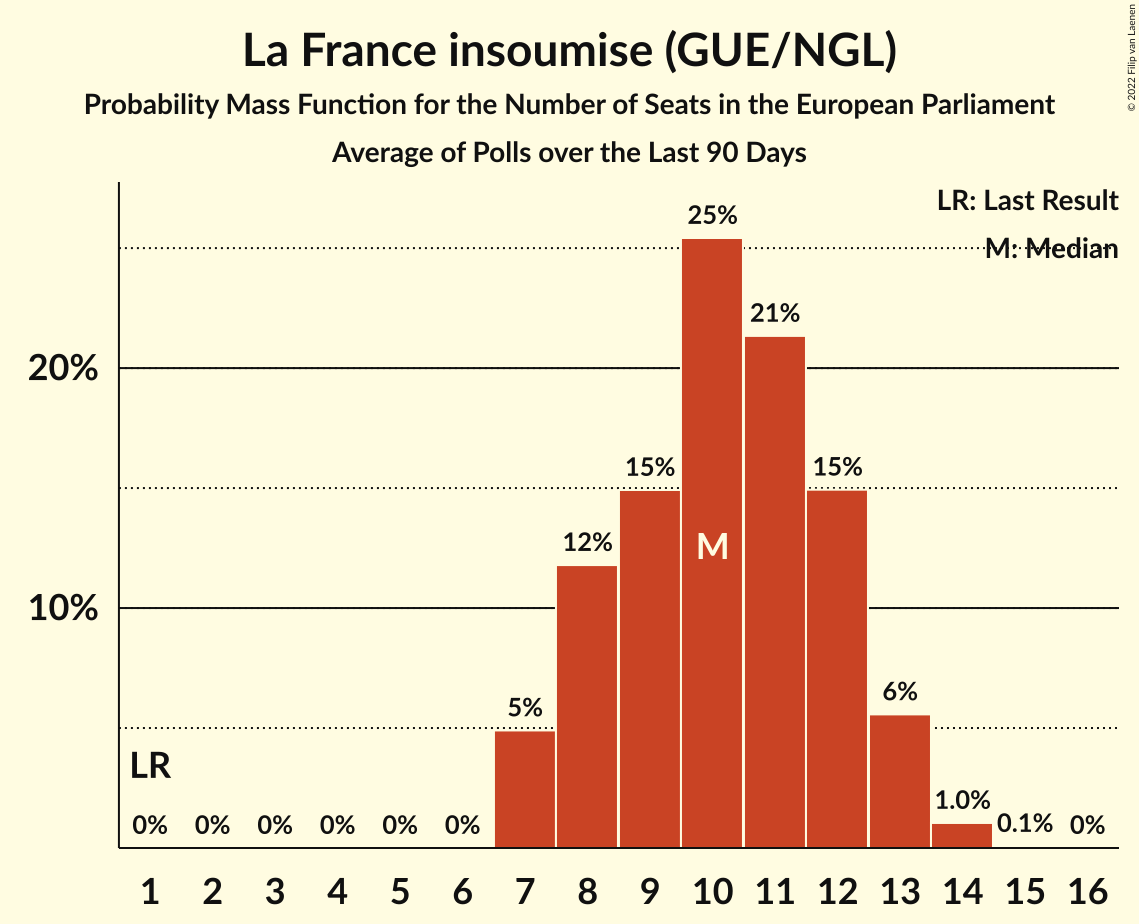 La France insoumise (GUE/NGL)
Probability Mass Function for the Number of Seats in the European Parliament
Average of Polls over the Last 90 Days
© 2022 Filip van Laenen
LR: Last Result
M: Median
25%
21%
20%
15%
15%
12%
M
10%
6%
5%
LR
1.0%
0% 0% 0% 0% 0% 0% 0.1% 0%
1 2 3 4 5 6 7 8 9 10 11 12 13 14 15 16